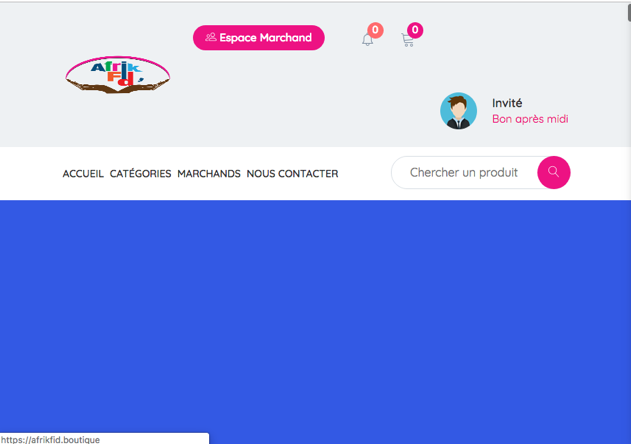 Espace Marchand
0
0
Afrik
Fid'
Invité
Bon après midi
ACCUEIL CATÉGORIES MARCHANDS NOUS CONTACTER
Chercher un produit
https://afrikfid.boutique